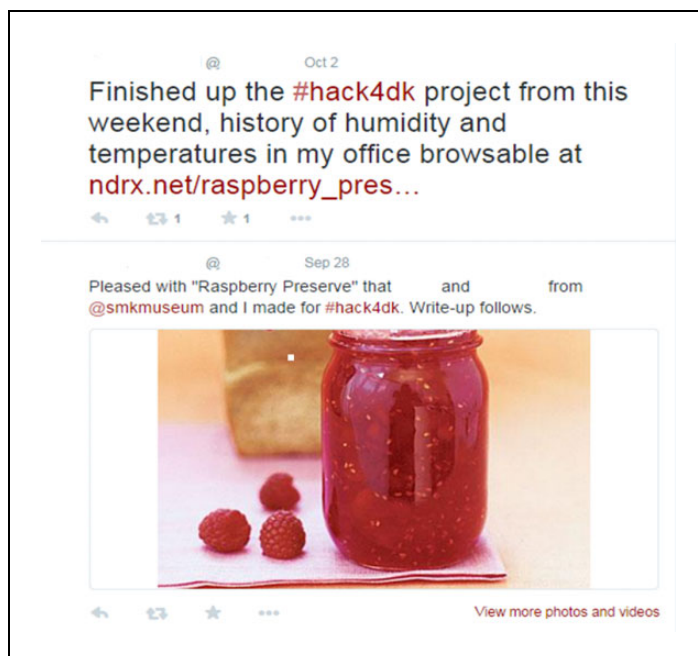 @ Oct 2
Finished up the #hack4dk project from this
weekend, history of humidity and
temperatures in my office browsable at
ndrx.net/raspberry_pres...
1 1
@ Sep 28
Pleased with "Raspberry Preserve" that and from
@smkmuseum and I made for #hack4dk. Write-up follows.
View more photos and videos